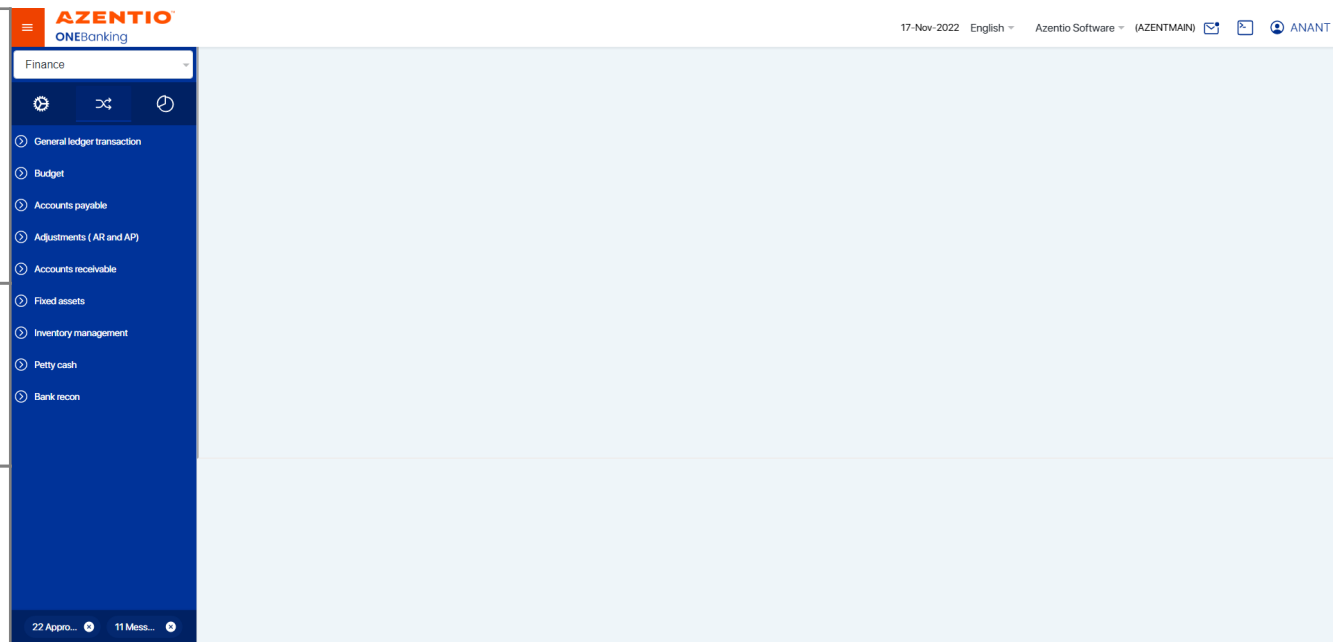 AZENTIO™
ONEBanking
17-Nov-2022 English Azentio Software (AZENTMAIN) ANANT
Finance
General ledger transaction
Budget
Accounts payable
Adjustments ( AR and AP)
Accounts receivable
Fixed assets
Inventory management
Petty cash
Bank recon
22 Appro... 11 Mess...